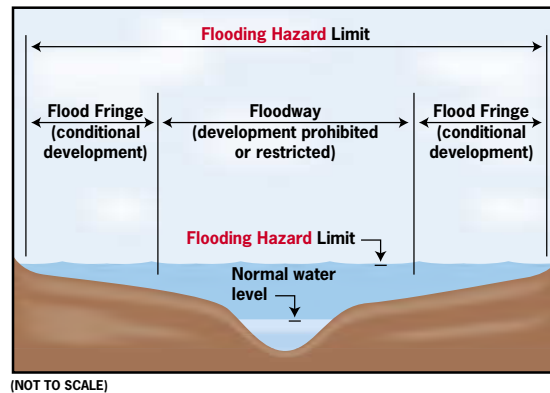 Flooding Hazard Limit
Flood Fringe
(conditional
development)
Floodway
(development prohibited
or restricted)
Flood Fringe
(conditional
development)
Flooding Hazard Limit
Normal water
level
(NOT TO SCALE)